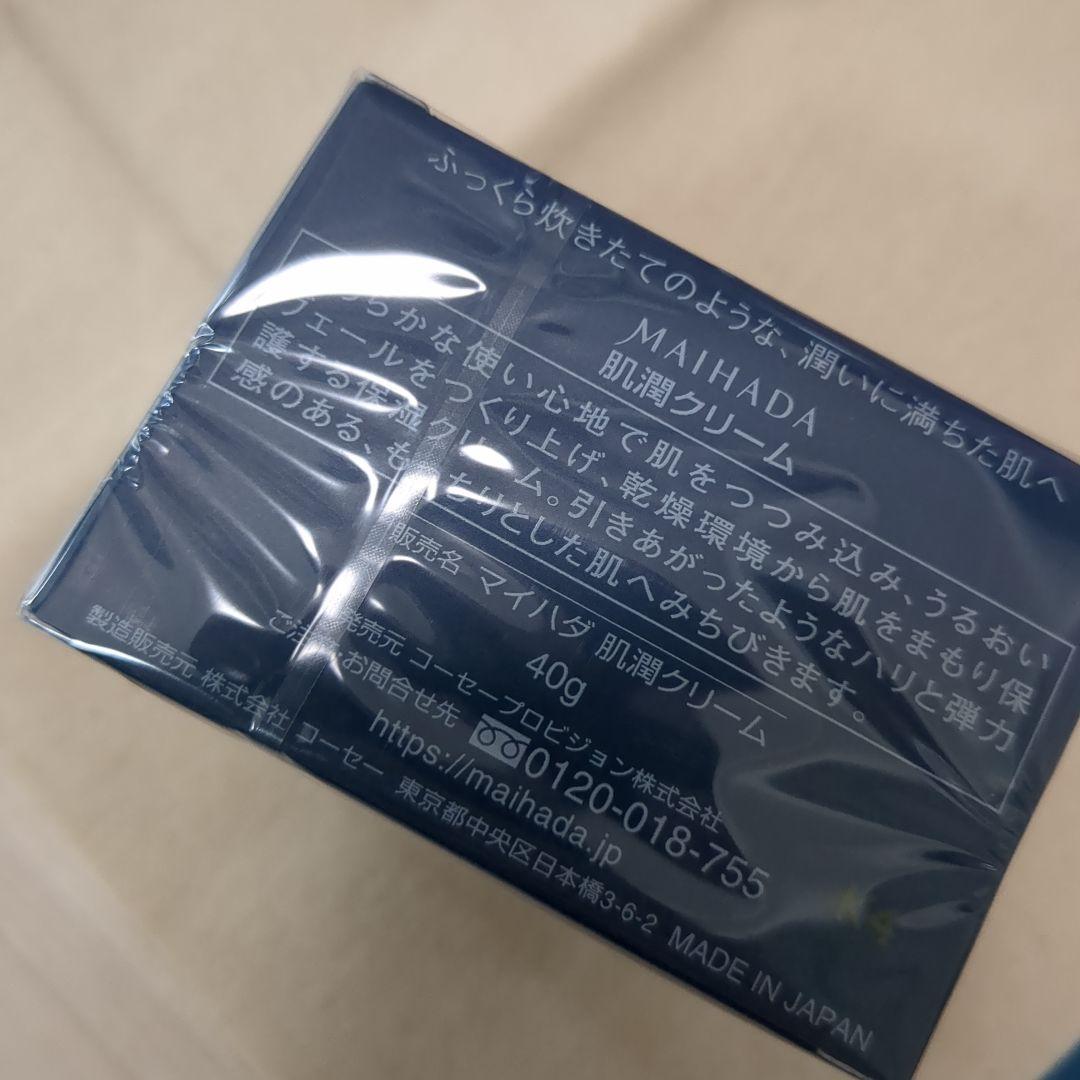 ふっくら炊きたてのような、潤いに満ちた肌へ
MAIHADA
肌潤クリーム
らかな使い心地で肌をつつみ込み、うるおい
ヴェールをつくり上げ、乾燥環境から肌をまもり保
護する保湿クリーム。引きあがったようなハリと弾力
感のある、もちりとした肌へみちびきます。
販売名 マイハダ 肌潤クリーム
40g
発売元 コーセープロビジョン株式会社
ご注 お問合せ先 0120-018-755
https://maihada.jp
製造販売元 株式会社 コーセー 東京都中央区日本橋3-6-2 MADE IN JAPAN